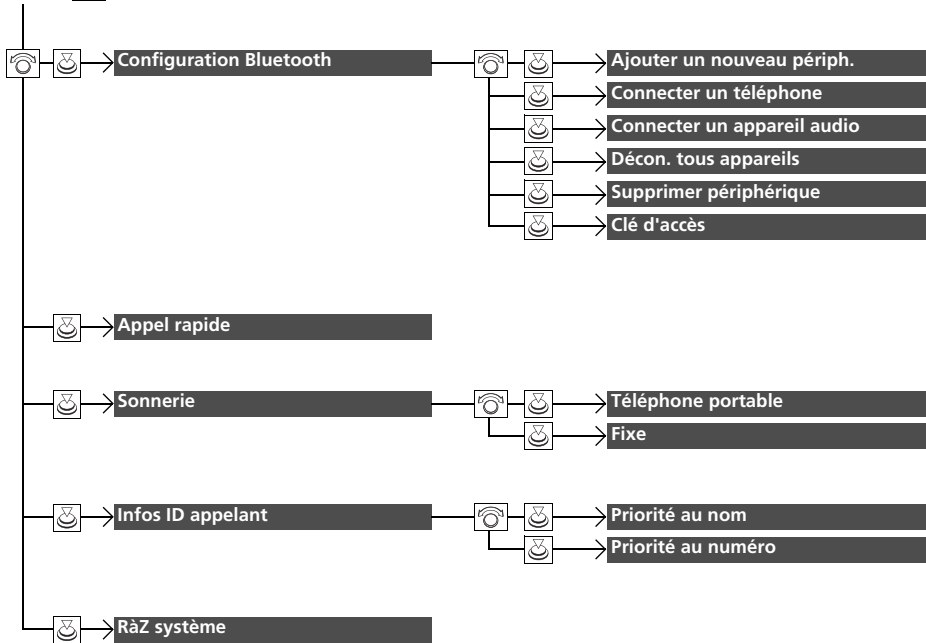 Configuration Bluetooth
Ajouter un nouveau périph.
Connecter un téléphone
Connecter un appareil audio
Décon. tous appareils
Supprimer périphérique
Clé d'accès
Appel rapide
Sonnerie
Téléphone portable
Fixe
Infos ID appelant
Priorité au nom
Priorité au numéro
RàZ système